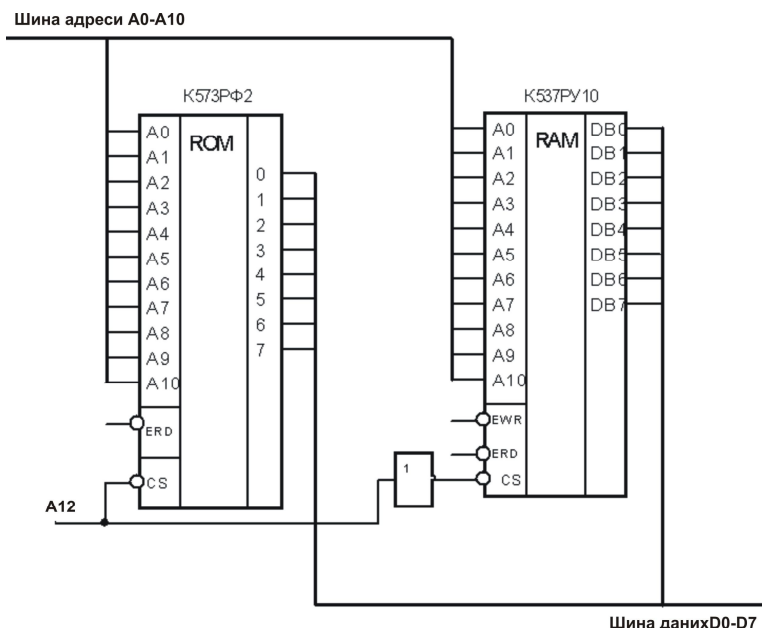 Шина адреси A0-A10
К573РФ2
К537РУ10
A0
A1
A2
A3
A4
A5
A6
A7
A8
A9
A10
ERD
CS
ROM
0
1
2
3
4
5
6
7
A0
A1
A2
A3
A4
A5
A6
A7
A8
A9
A10
EWR
ERD
CS
RAM
DB0
DB1
DB2
DB3
DB4
DB5
DB6
DB7
1
A12
Шина данихD0-D7